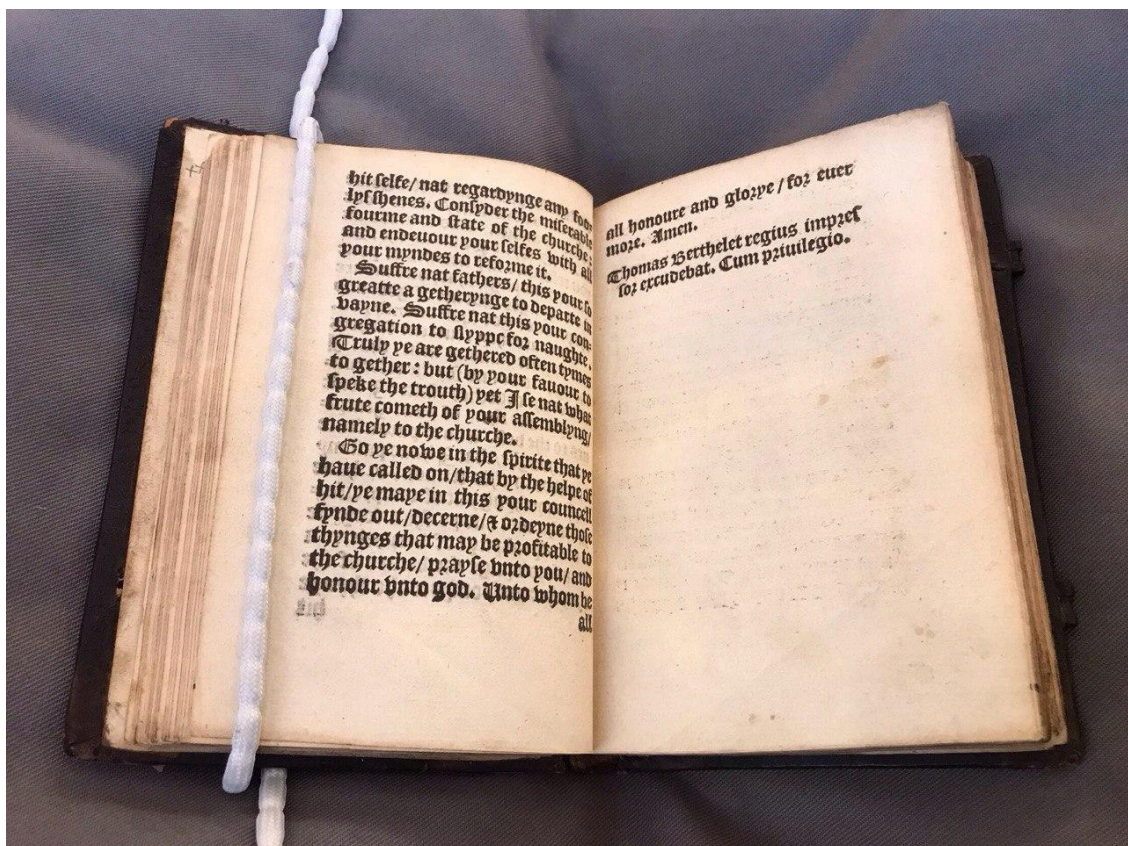 hit selfe/ nat regardynge any foo
lysshenes. Consyder the miserable
fourme and state of the churche:
and endeuour your selfes with all
your myndes to reforme it.
Suffre nat fathers/ this your so
greatte a getherynge to departe in
vayne. Suffre nat this your con-
gregation to slyppe for naughte.
Truly ye are gethered often tymes
to gether: but (by your fauour to
speke the trouth) yet I se nat what
frute cometh of your assemblyng/
namely to the churche.
Go ye nowe in the spirite that ye
haue called on/that by the helpe of
hit/ye maye in this your councell
fynde out/decerne/& ordeyne those
thynges that may be profitable to
the churche/ prayse vnto you/ and
honour vnto god. Unto whom be
all
all honoure and glorye / for euer
more. Amen.
Thomas Berthelet regius impres
sor excudebat. Cum priuilegio.